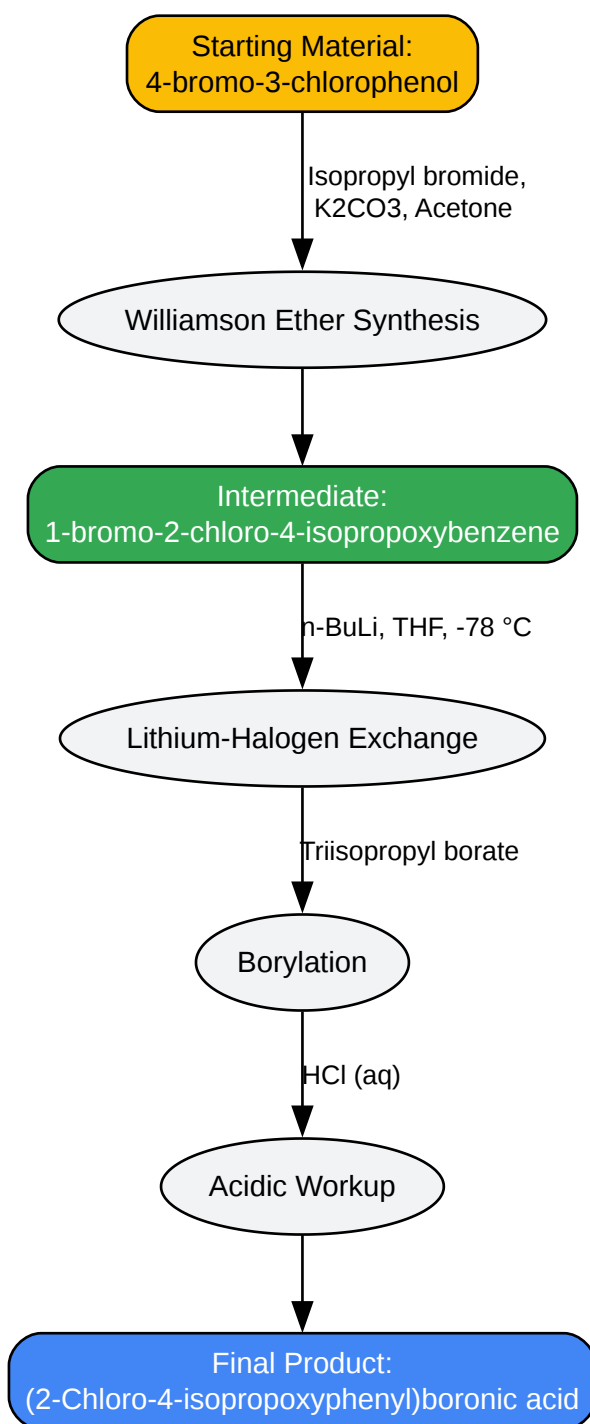 Starting Material:
4-bromo-3-chlorophenol
Isopropyl bromide,
K2CO3, Acetone
Williamson Ether Synthesis
Intermediate:
1-bromo-2-chloro-4-isopropoxybenzene
n-BuLi, THF, -78 °C
Lithium-Halogen Exchange
Triisopropyl borate
Borylation
HCl (aq)
Acidic Workup
Final Product:
(2-Chloro-4-isopropoxyphenyl)boronic acid